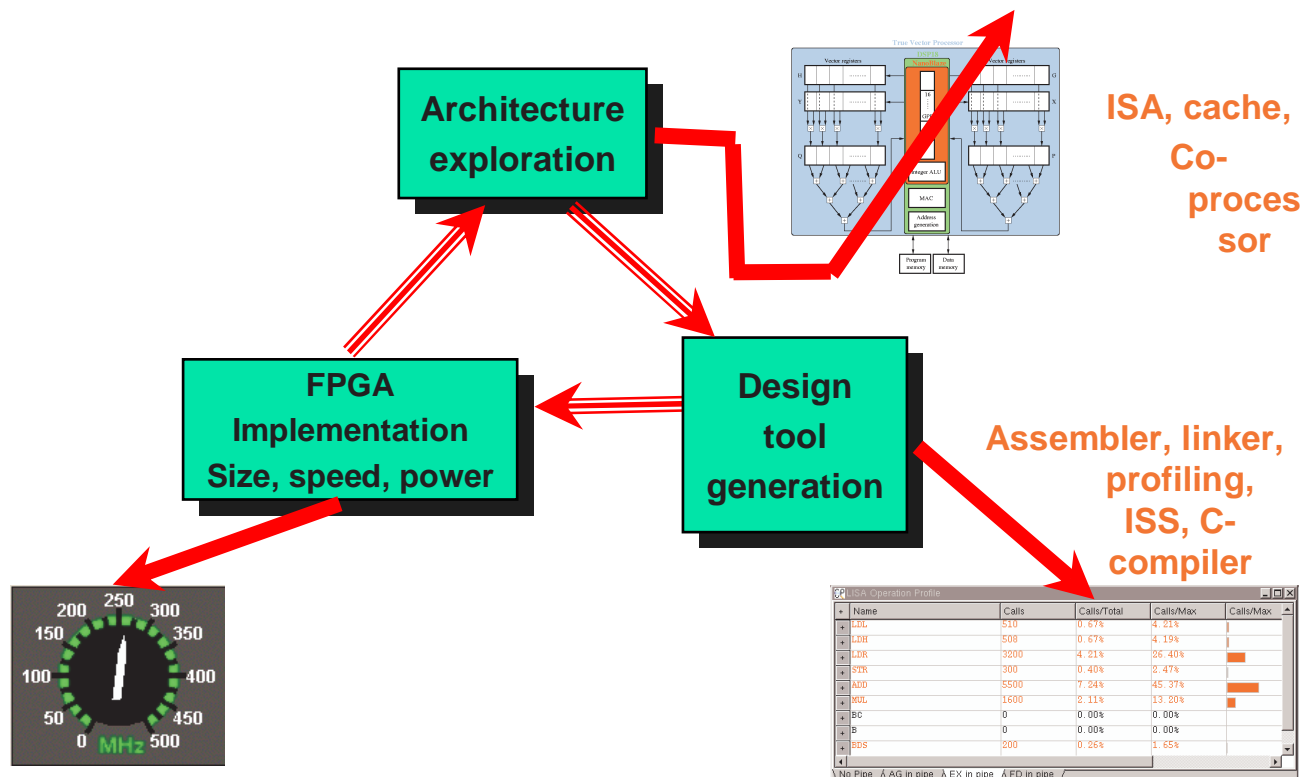 Architecture
exploration
True Vector Processor
Vector registers
Vector registers
H
G
Y
X
16
Q
P
Integer ALU
MAC
Address
generation
Program
memory
Data
memory
ISA, cache,
Co-
proces
sor
FPGA
Implementation
Size, speed, power
Design
tool
generation
Assembler, linker,
profiling,
ISS, C-
compiler
0 50 100 150 200 250 300 350 400 450 500
MHz
LISA Operation Profile
Name Calls Calls/Total Calls/Max Calls/Max
LDL 510 0.67% 4.21%
LDH 508 0.67% 4.19%
LDR 3200 4.21% 26.40%
STR 300 0.40% 2.47%
ADD 5500 7.24% 45.37%
MUL 1600 2.11% 13.20%
BC 0 0.00% 0.00%
B 0 0.00% 0.00%
BDS 200 0.26% 1.65%
No Pipe AG in pipe EX in pipe FD in pipe